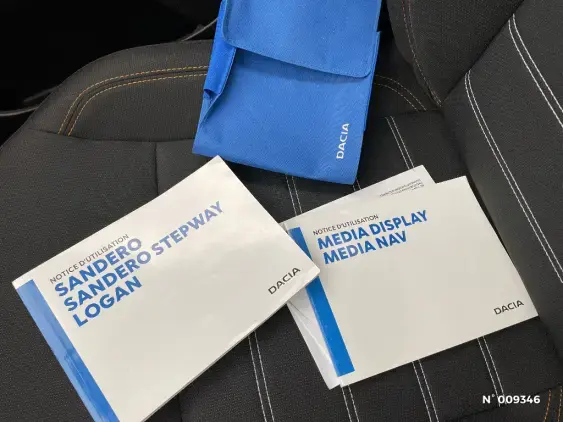 DACIA
NOTICE D'UTILISATION
SANDERO
SANDERO STEPWAY
LOGAN
DACIA
NOTICE D'UTILISATION
MEDIA DISPLAY
MEDIA NAV
DACIA
N° 009346